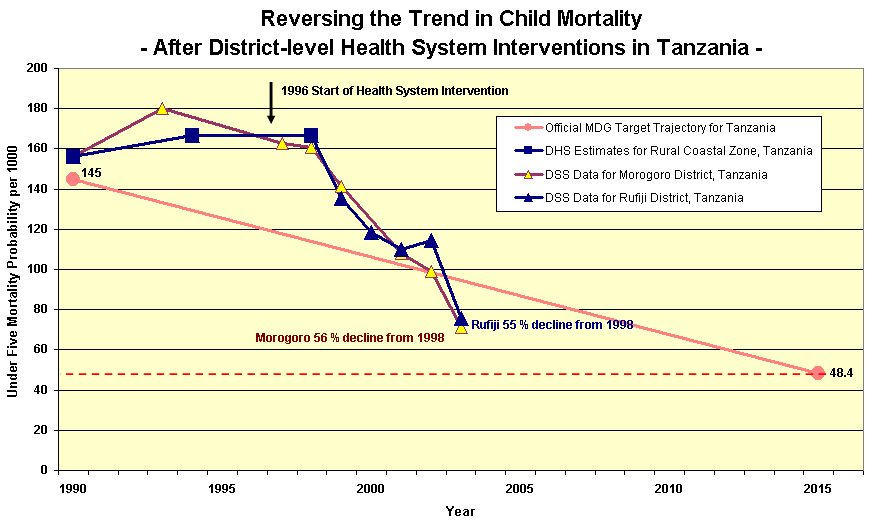 Reversing the Trend in Child Mortality
- After District-level Health System Interventions in Tanzania -
Under Five Mortality Probability per 1000
200
180
160
140
120
100
80
60
40
20
0
1996 Start of Health System Intervention
Official MDG Target Trajectory for Tanzania
DHS Estimates for Rural Coastal Zone, Tanzania
DSS Data for Morogoro District, Tanzania
DSS Data for Rufiji District, Tanzania
145
Rufiji 55 % decline from 1998
Morogoro 56 % decline from 1998
48.4
1990
1995
2000
2005
2010
2015
Year